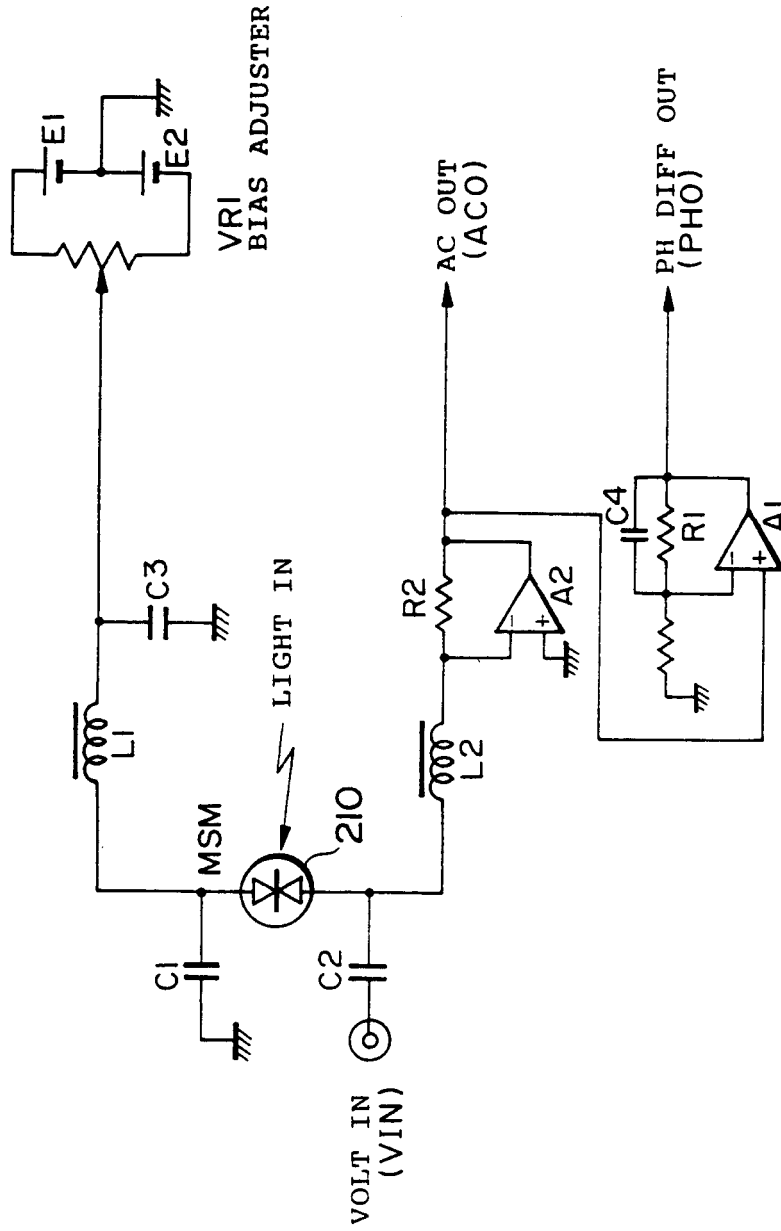 E1
E2
VR1
BIAS ADJUSTER
C3
L1
MSM
C1
LIGHT IN
210
C2
VOLT IN
(VIN)
L2
R2
-
+
A2
AC OUT
(ACO)
C4
R1
-
+
A1
PH DIFF OUT
(PHO)